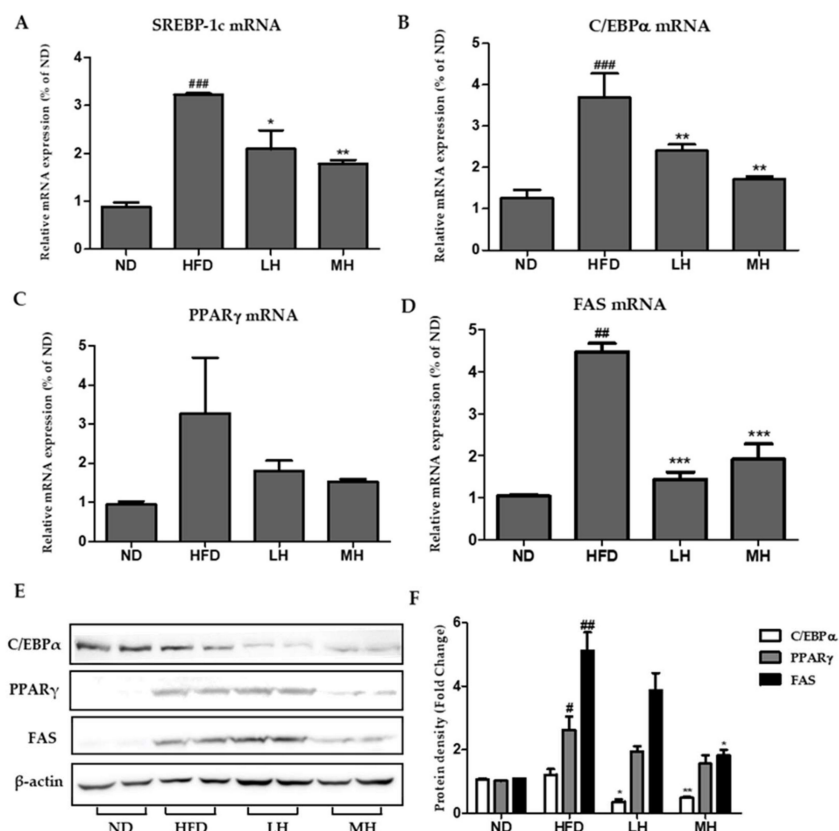 A
SREBP-1c mRNA
Relative mRNA expression (% of ND)
4
3
2
1
0
###
*
**
ND HFD LH MH
B
C/EBPα mRNA
Relative mRNA expression (% of ND)
5
4
3
2
1
0
###
**
**
ND HFD LH MH
C
PPARγ mRNA
Relative mRNA expression (% of ND)
5
4
3
2
1
0
ND HFD LH MH
D
FAS mRNA
Relative mRNA expression (% of ND)
5
4
3
2
1
0
##
***
***
ND HFD LH MH
E
C/EBPα
PPARγ
FAS
β-actin
ND HFD LH MH
F
Protein density (Fold Change)
6
4
2
0
#
##
*
**
*
ND HFD LH MH
C/EBPα
PPARγ
FAS